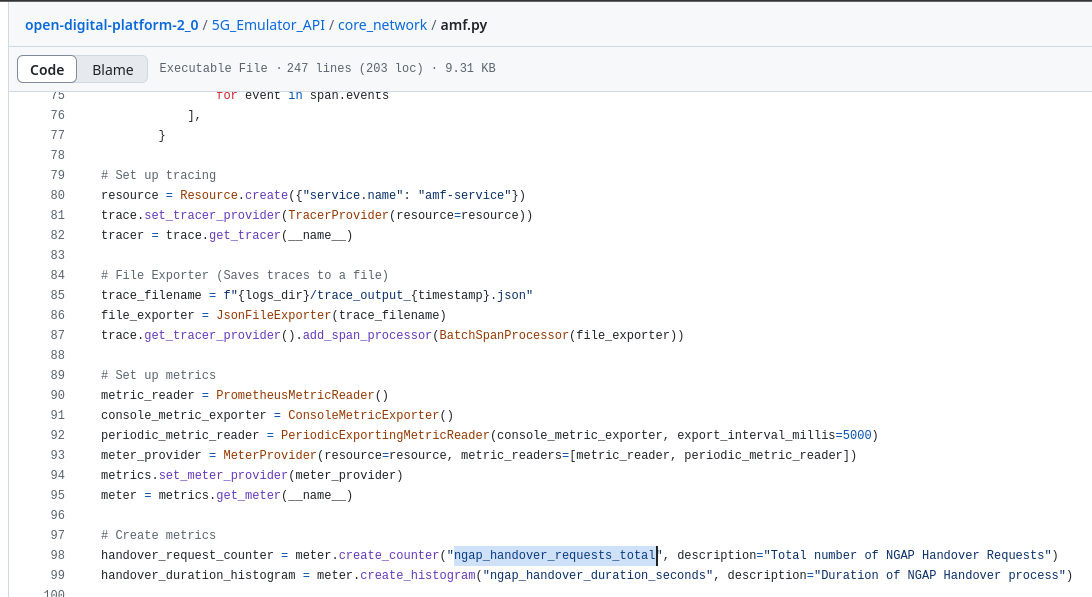 open-digital-platform-2_0 / 5G_Emulator_API / core_network / amf.py
Code Blame Executable File · 247 lines (203 loc) · 9.31 KB
75 for event in span.events
76 ],
77 }
78
79 # Set up tracing
80 resource = Resource.create({"service.name": "amf-service"})
81 trace.set_tracer_provider(TracerProvider(resource=resource))
82 tracer = trace.get_tracer(__name__)
83
84 # File Exporter (Saves traces to a file)
85 trace_filename = f"{logs_dir}/trace_output_{timestamp}.json"
86 file_exporter = JsonFileExporter(trace_filename)
87 trace.get_tracer_provider().add_span_processor(BatchSpanProcessor(file_exporter))
88
89 # Set up metrics
90 metric_reader = PrometheusMetricReader()
91 console_metric_exporter = ConsoleMetricExporter()
92 periodic_metric_reader = PeriodicExportingMetricReader(console_metric_exporter, export_interval_millis=5000)
93 meter_provider = MeterProvider(resource=resource, metric_readers=[metric_reader, periodic_metric_reader])
94 metrics.set_meter_provider(meter_provider)
95 meter = metrics.get_meter(__name__)
96
97 # Create metrics
98 handover_request_counter = meter.create_counter("ngap_handover_requests_total", description="Total number of NGAP Handover Requests")
99 handover_duration_histogram = meter.create_histogram("ngap_handover_duration_seconds", description="Duration of NGAP Handover process")
100